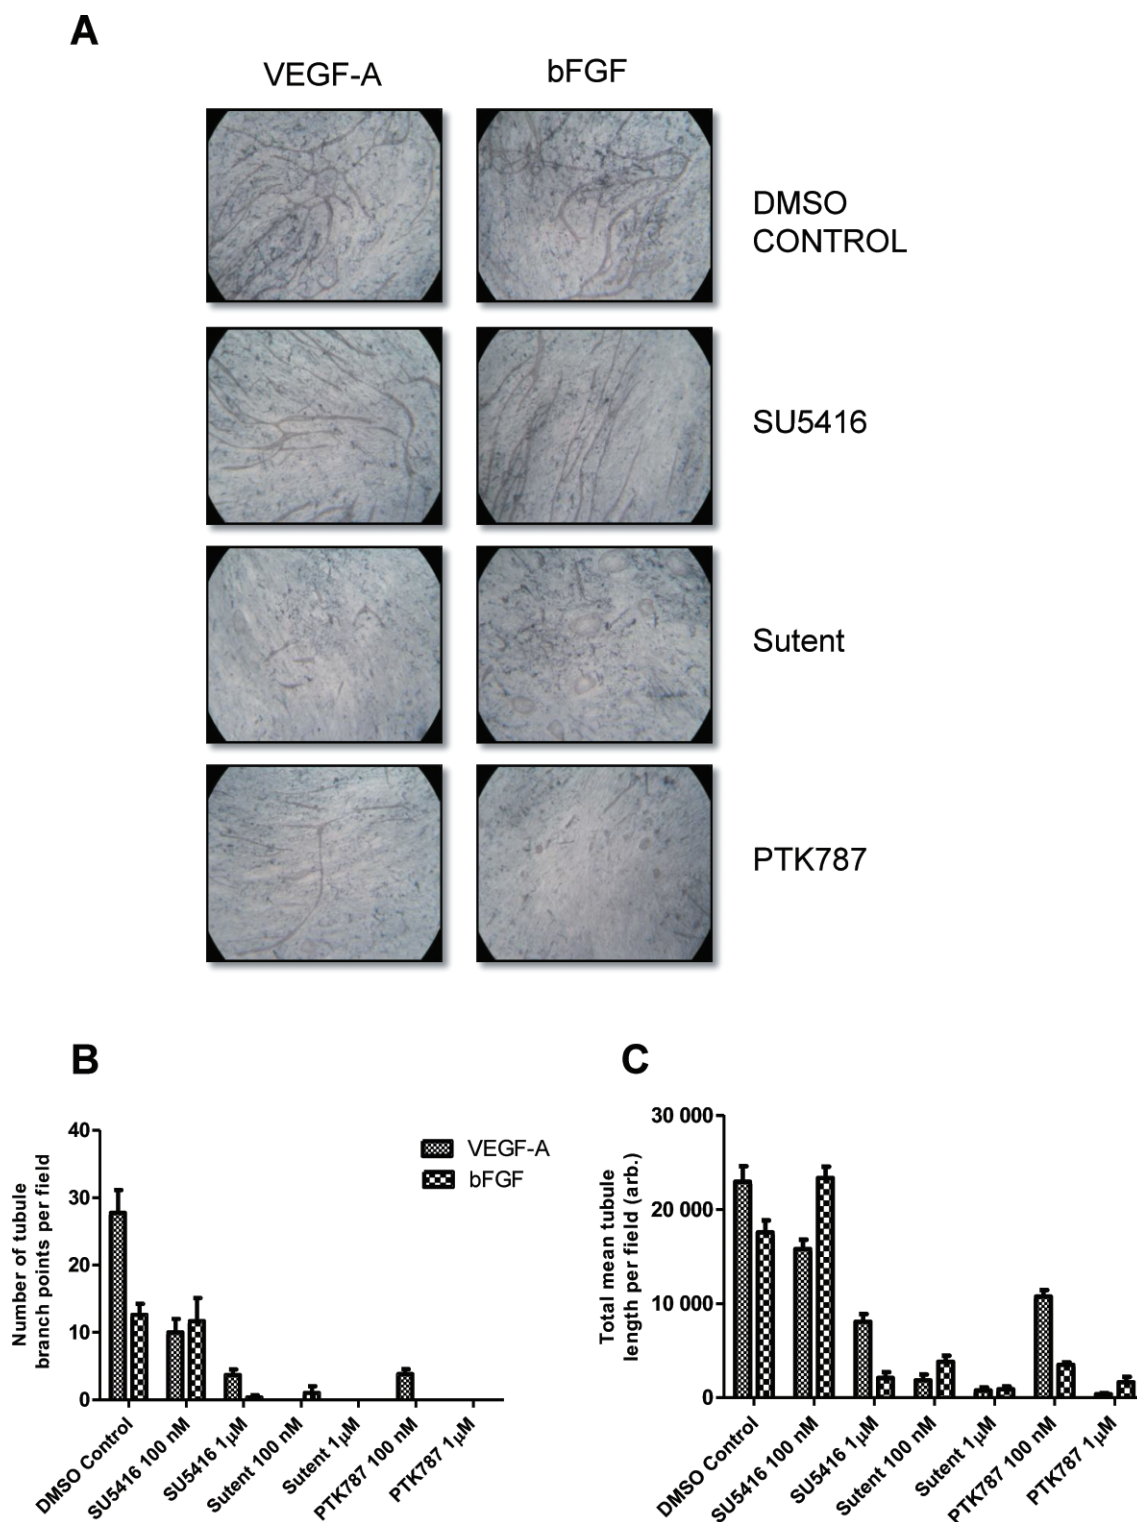 A
VEGF-A
bFGF
DMSO
CONTROL
SU5416
Sutent
PTK787
B
Number of tubule
branch points per field
40
30
20
10
0
VEGF-A
bFGF
DMSO Control
SU5416 100 nM
SU5416 1µM
Sutent 100 nM
Sutent 1µM
PTK787 100 nM
PTK787 1µM
C
Total mean tubule
length per field (arb.)
30 000
20 000
10 000
0
DMSO Control
SU5416 100 nM
SU5416 1µM
Sutent 100 nM
Sutent 1µM
PTK787 100 nM
PTK787 1µM